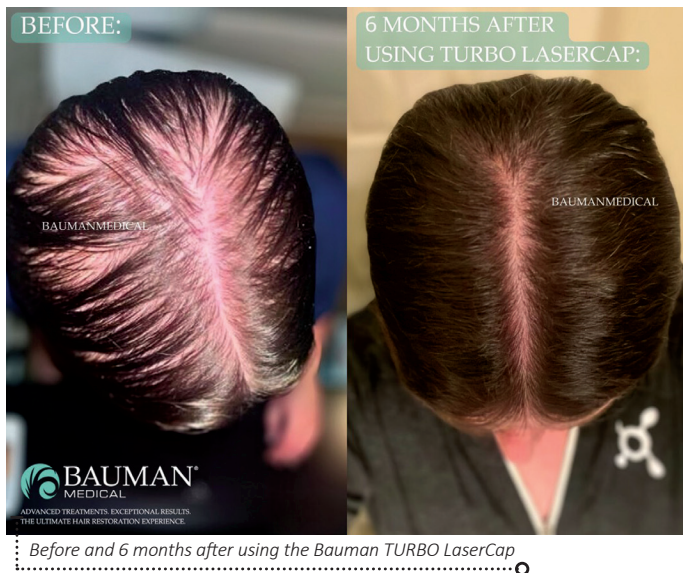 BEFORE:
6 MONTHS AFTER
USING TURBO LASERCAP:
BAUMANMEDICAL
BAUMANMEDICAL
BAUMAN®
MEDICAL
ADVANCED TREATMENTS. EXCEPTIONAL RESULTS.
THE ULTIMATE HAIR RESTORATION EXPERIENCE.
Before and 6 months after using the Bauman TURBO LaserCap